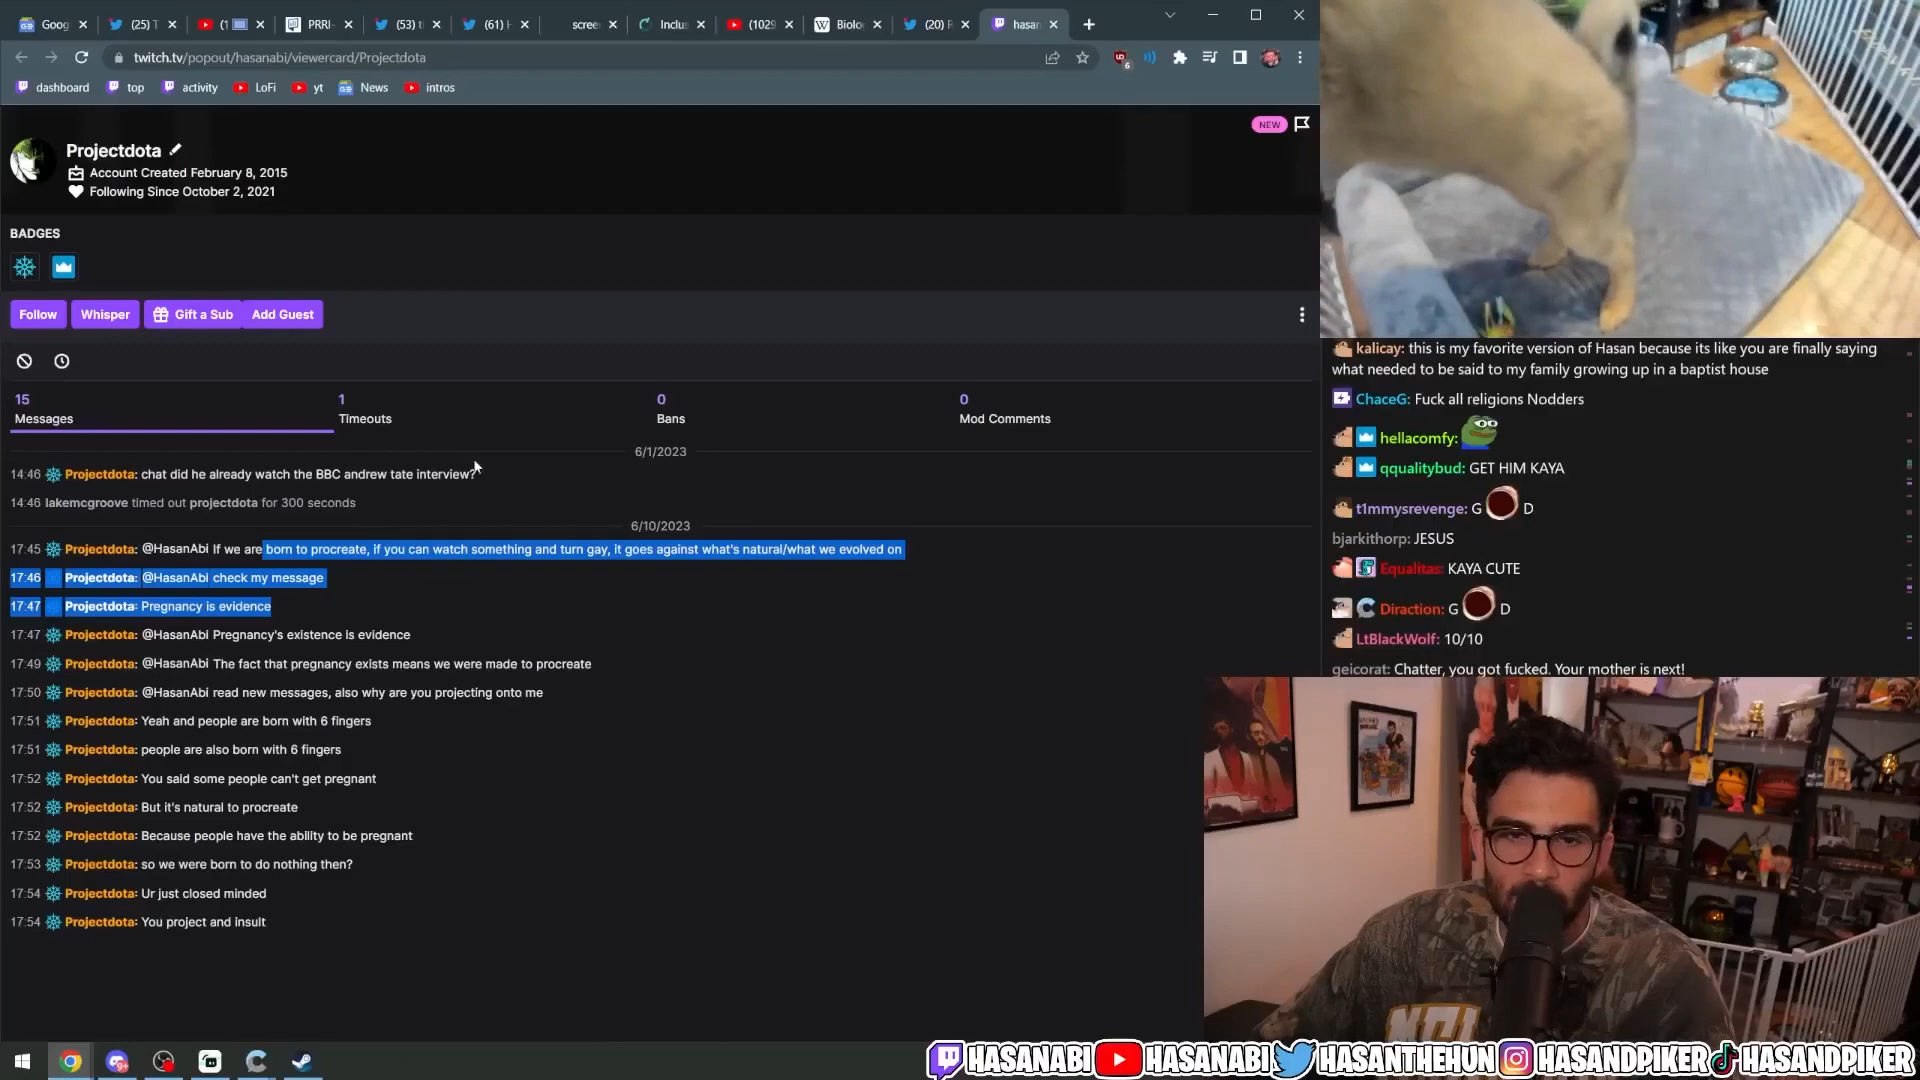 Goog
(25) T
(1
PRRI-
(53) t
(61) H
scree
Inclus
(1029
Biolo
(20) F
hasan
twitch.tv/popout/hasanabi/viewercard/Projectdota
6
dashboard
top
activity
LoFi
yt
News
intros
NEW
Projectdota
Account Created February 8, 2015
Following Since October 2, 2021
BADGES
Follow
Whisper
Gift a Sub
Add Guest
15
Messages
1
Timeouts
0
Bans
0
Mod Comments
6/1/2023
14:46 Projectdota: chat did he already watch the BBC andrew tate interview?
14:46 lakemcgroove timed out projectdota for 300 seconds
6/10/2023
17:45 Projectdota: @HasanAbi If we are born to procreate, if you can watch something and turn gay, it goes against what's natural/what we evolved on
17:46 Projectdota: @HasanAbi check my message
17:47 Projectdota: Pregnancy is evidence
17:47 Projectdota: @HasanAbi Pregnancy's existence is evidence
17:49 Projectdota: @HasanAbi The fact that pregnancy exists means we were made to procreate
17:50 Projectdota: @HasanAbi read new messages, also why are you projecting onto me
17:51 Projectdota: Yeah and people are born with 6 fingers
17:51 Projectdota: people are also born with 6 fingers
17:52 Projectdota: You said some people can't get pregnant
17:52 Projectdota: But it's natural to procreate
17:52 Projectdota: Because people have the ability to be pregnant
17:53 Projectdota: so we were born to do nothing then?
17:54 Projectdota: Ur just closed minded
17:54 Projectdota: You project and insult
kalicay: this is my favorite version of Hasan because its like you are finally saying
what needed to be said to my family growing up in a baptist house
ChaceG: Fuck all religions Nodders
hellacomfy:
qqualitybud: GET HIM KAYA
t1mmysrevenge: G D
bjarkithorp: JESUS
Equalitas: KAYA CUTE
Diraction: G D
LtBlackWolf: 10/10
geicorat: Chatter, you got fucked. Your mother is next!
HASANABI
HASANABI
HASANTHEHUN
HASANDPIKER
HASANDPIKER